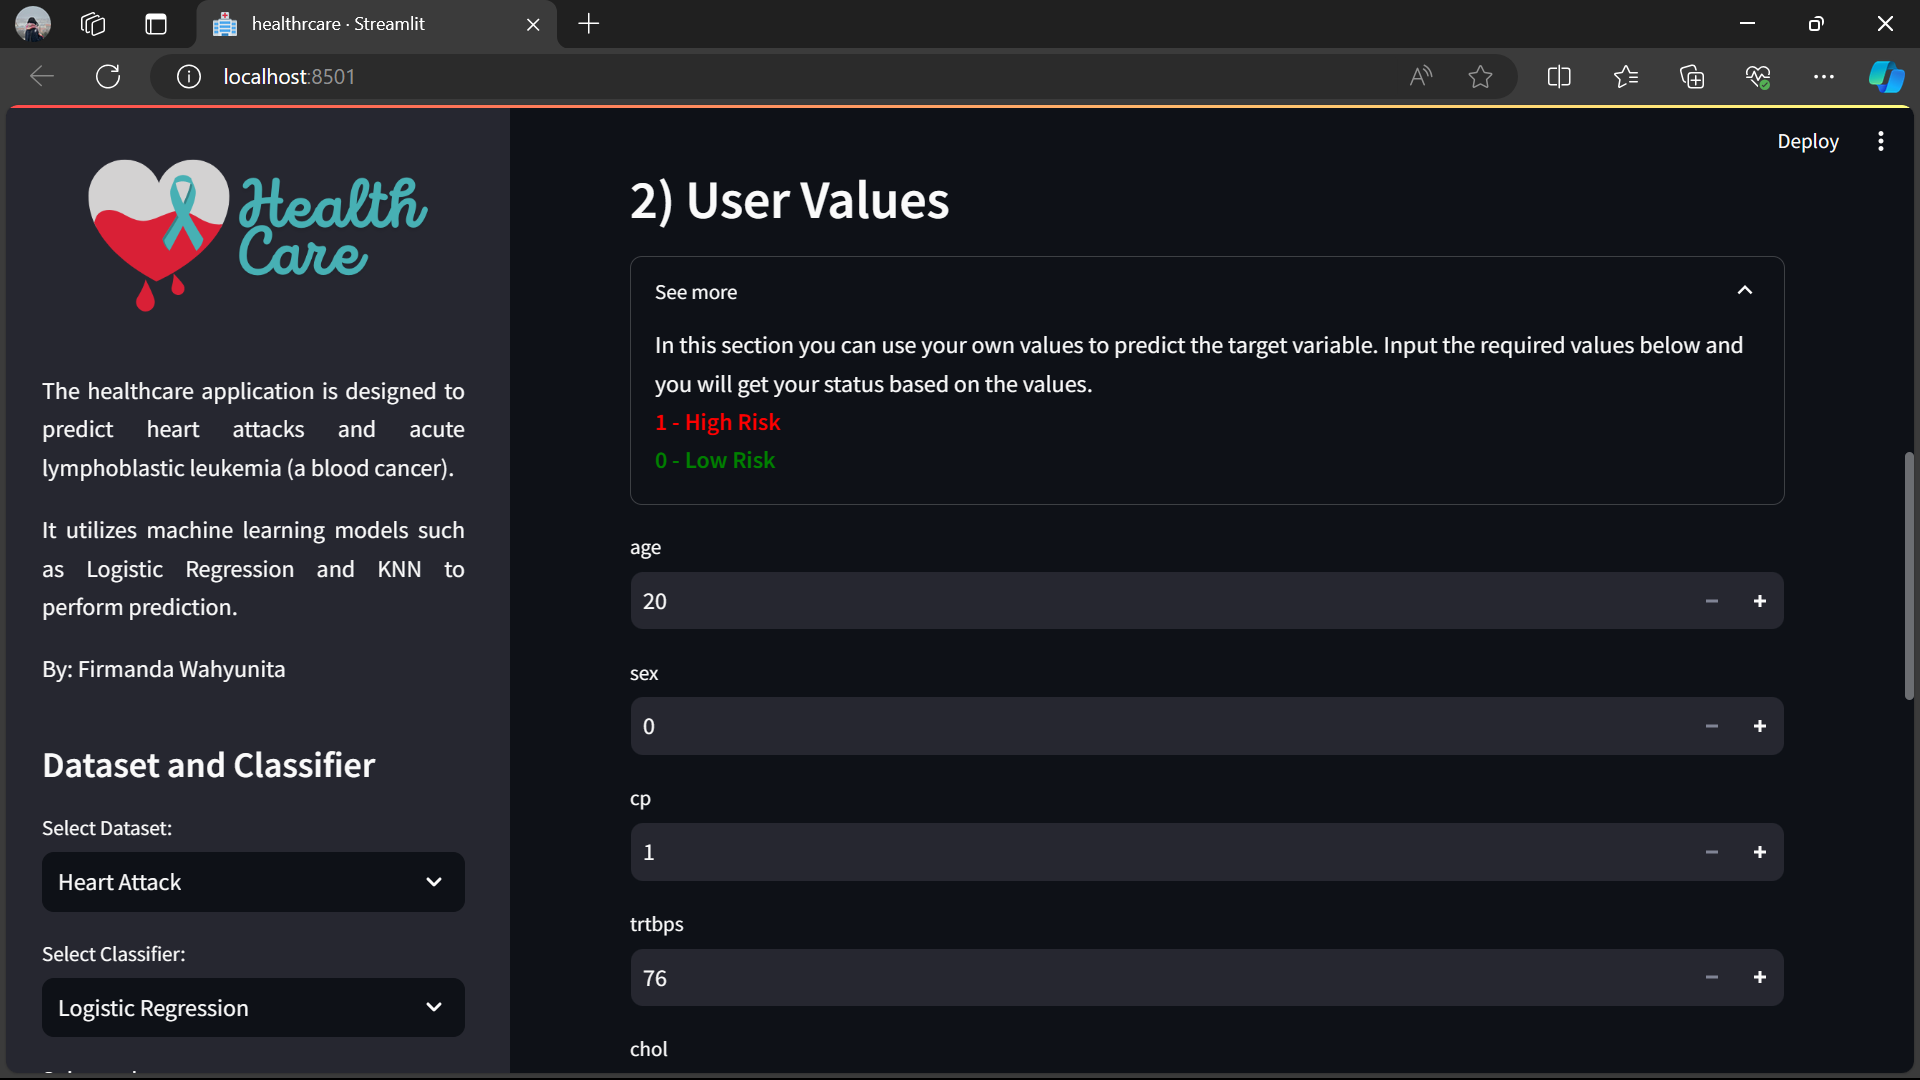 healthrcare · Streamlit
localhost:8501
Deploy
Health
Care
The healthcare application is designed to
predict heart attacks and acute
lymphoblastic leukemia (a blood cancer).
It utilizes machine learning models such
as Logistic Regression and KNN to
perform prediction.
By: Firmanda Wahyunita
Dataset and Classifier
Select Dataset:
Heart Attack
Select Classifier:
Logistic Regression
2) User Values
See more
In this section you can use your own values to predict the target variable. Input the required values below and
you will get your status based on the values.
1 - High Risk
0 - Low Risk
age
20
sex
0
cp
1
trtbps
76
chol